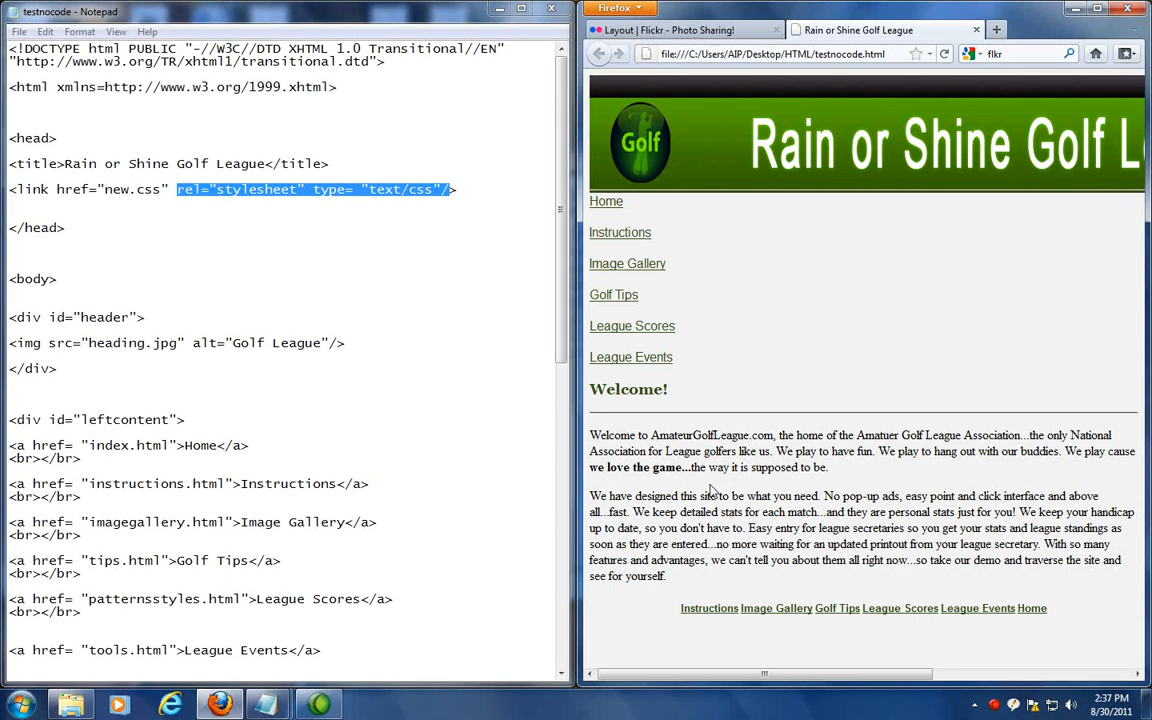 testnocode - Notepad
File Edit Format View Help
<!DOCTYPE html PUBLIC "-//W3C//DTD XHTML 1.0 Transitional//EN"
"http://www.w3.org/TR/xhtml1/transitional.dtd">
<html xmlns=http://www.w3.org/1999.xhtml>
<head>
<title>Rain or Shine Golf League</title>
<link href="new.css" rel="stylesheet" type= "text/css"/>
</head>
<body>
<div id="header">
<img src="heading.jpg" alt="Golf League"/>
</div>
<div id="leftcontent">
<a href= "index.html">Home</a>
<br></br>
<a href= "instructions.html">Instructions</a>
<br></br>
<a href= "imagegallery.html">Image Gallery</a>
<br></br>
<a href= "tips.html">Golf Tips</a>
<br></br>
<a href= "patternsstyles.html">League Scores</a>
<br></br>
<a href= "tools.html">League Events</a>
Firefox
Layout | Flickr - Photo Sharing!
Rain or Shine Golf League
file:///C:/Users/AIP/Desktop/HTML/testnocode.html
flkr
Golf
Rain or Shine Golf L
Home
Instructions
Image Gallery
Golf Tips
League Scores
League Events
Welcome!
Welcome to AmateurGolfLeague.com, the home of the Amatuer Golf League Association...the only National
Association for League golfers like us. We play to have fun. We play to hang out with our buddies. We play cause
we love the game...the way it is supposed to be.
We have designed this site to be what you need. No pop-up ads, easy point and click interface and above
all...fast. We keep detailed stats for each match...and they are personal stats just for you! We keep your handicap
up to date, so you don't have to. Easy entry for league secretaries so you get your stats and league standings as
soon as they are entered...no more waiting for an updated printout from your league secretary. With so many
features and advantages, we can't tell you about them all right now...so take our demo and traverse the site and
see for yourself.
Instructions Image Gallery Golf Tips League Scores League Events Home
2:37 PM
8/30/2011